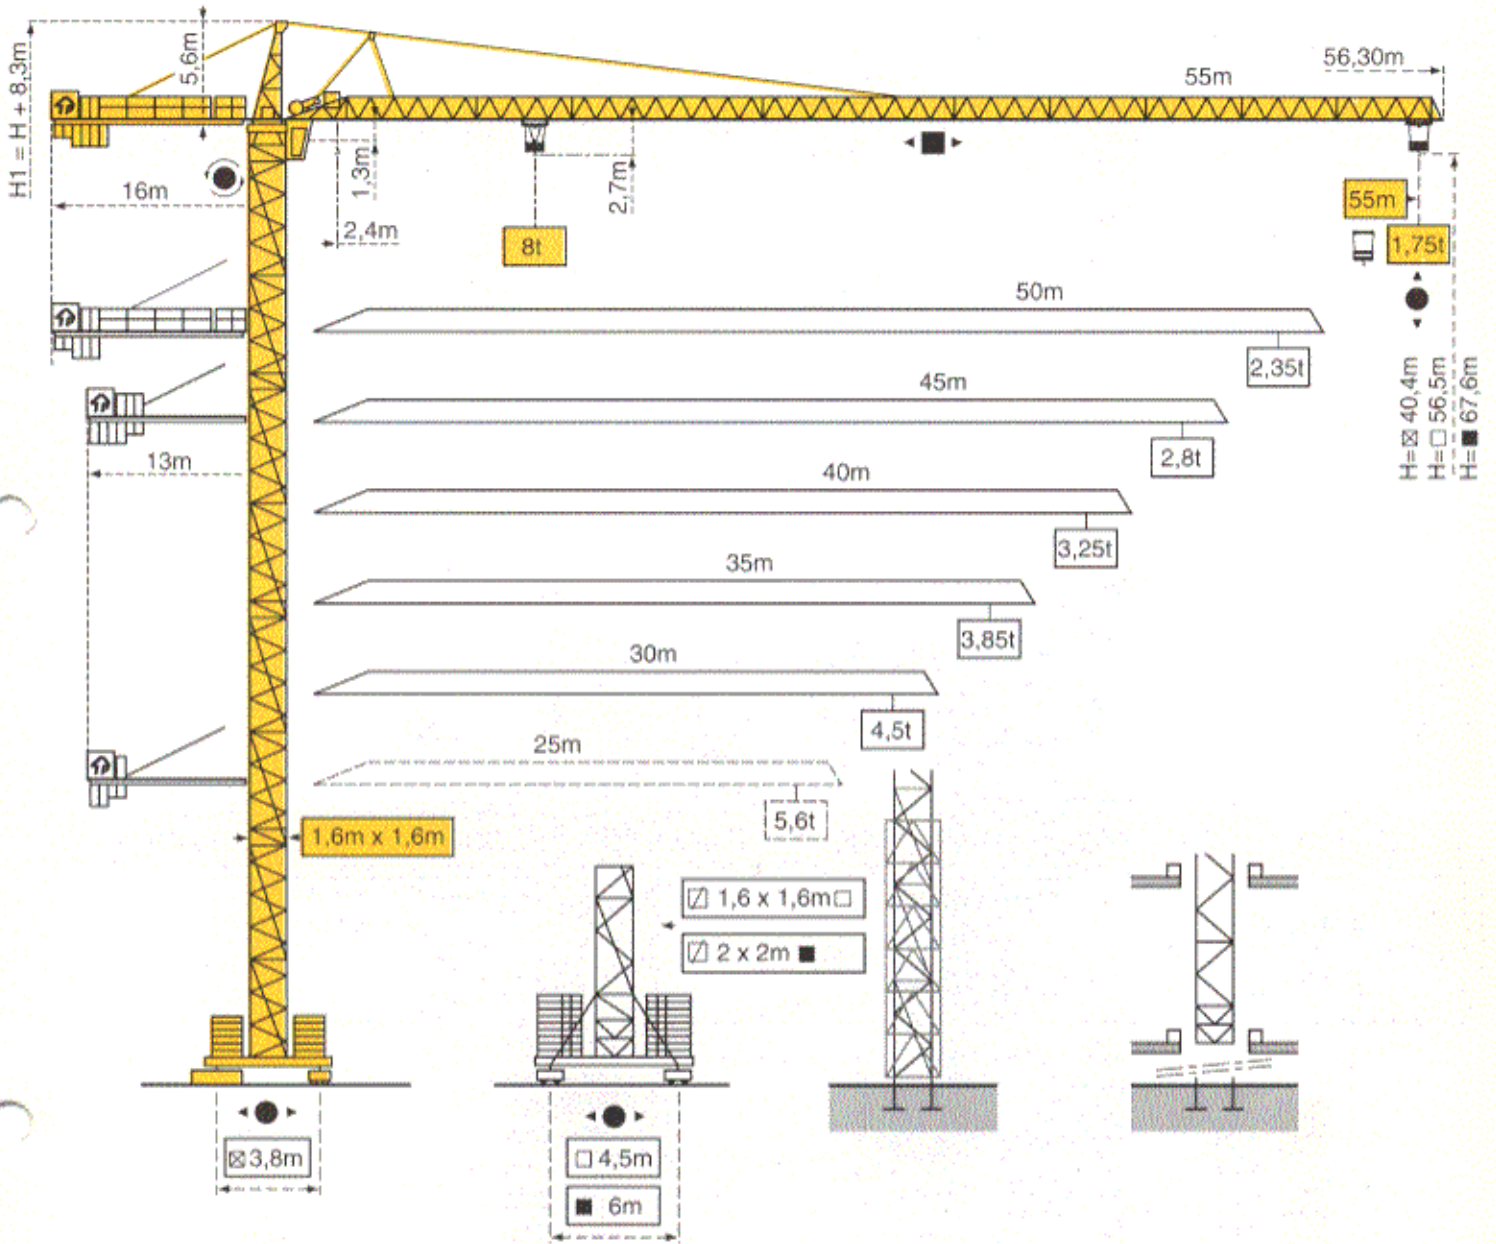 H1 = H + 8,3m
5,6m
55m
56,30m
16m
1,3m
2,4m
2,7m
8t
55m
1,75t
50m
2,35t
H=☒ 40,4m
H=□ 56,5m
H=■ 67,6m
45m
2,8t
13m
40m
3,25t
35m
3,85t
30m
4,5t
25m
5,6t
1,6m x 1,6m
1,6 x 1,6m□
2 x 2m ■
☒3,8m
□ 4,5m
■ 6m